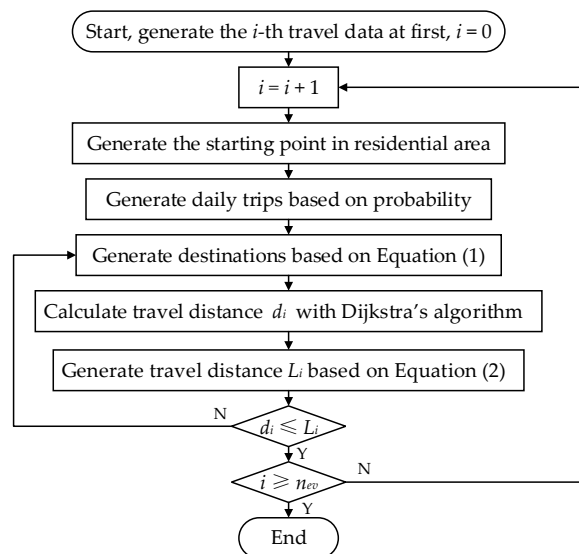 Start, generate the i-th travel data at first, i = 0
i = i + 1
Generate the starting point in residential area
Generate daily trips based on probability
Generate destinations based on Equation (1)
Calculate travel distance di with Dijkstra's algorithm
Generate travel distance Li based on Equation (2)
N
di ≤ Li
Y
N
i ≥ nev
Y
End